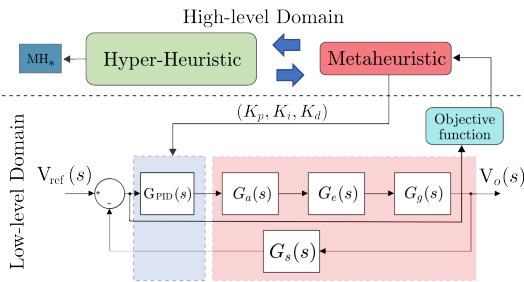 High-level Domain
MH*
Hyper-Heuristic
Metaheuristic
(Kp, Ki, Kd)
Objective
function
Low-level Domain
Vref (s)
+
-
GPID(s)
Ga(s)
Ge(s)
Gg(s)
Vo(s)
Gs(s)